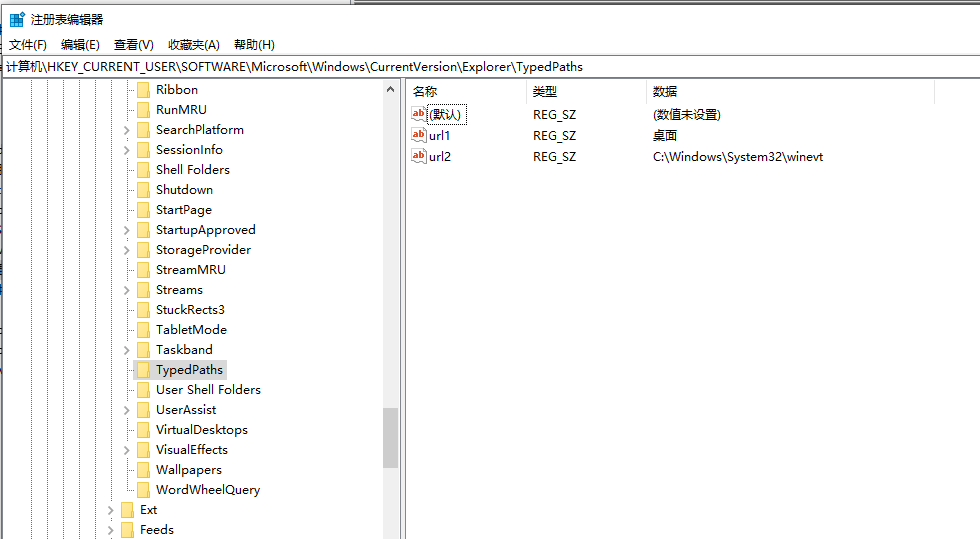 注册表编辑器
文件(F) 编辑(E) 查看(V) 收藏夹(A) 帮助(H)
计算机\HKEY_CURRENT_USER\SOFTWARE\Microsoft\Windows\CurrentVersion\Explorer\TypedPaths
Ribbon
RunMRU
SearchPlatform
SessionInfo
Shell Folders
Shutdown
StartPage
StartupApproved
StorageProvider
StreamMRU
Streams
StuckRects3
TabletMode
Taskband
TypedPaths
User Shell Folders
UserAssist
VirtualDesktops
VisualEffects
Wallpapers
WordWheelQuery
Ext
Feeds
名称 类型 数据
ab (默认) REG_SZ (数值未设置)
ab url1 REG_SZ 桌面
ab url2 REG_SZ C:\Windows\System32\winevt